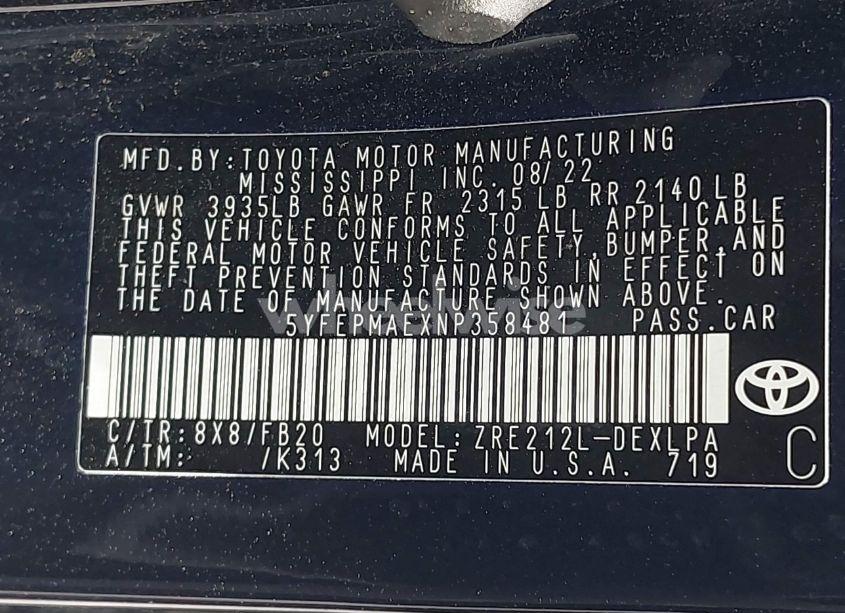 MFD.BY:TOYOTA MOTOR MANUFACTURING
MISSISSIPPI INC. 08/22
GVWR 3935LB GAWR FR 2315 LB RR 2140 LB
THIS VEHICLE CONFORMS TO ALL APPLICABLE
FEDERAL MOTOR VEHICLE SAFETY,BUMPER,AND
THEFT PREVENTION STANDARDS IN EFFECT ON
THE DATE OF MANUFACTURE SHOWN ABOVE.
PASS.CAR
C/TR:8X8/FB20 MODEL: ZRE212L-DEXLPA
A/TM: /K313 MADE IN U.S.A. 719
C